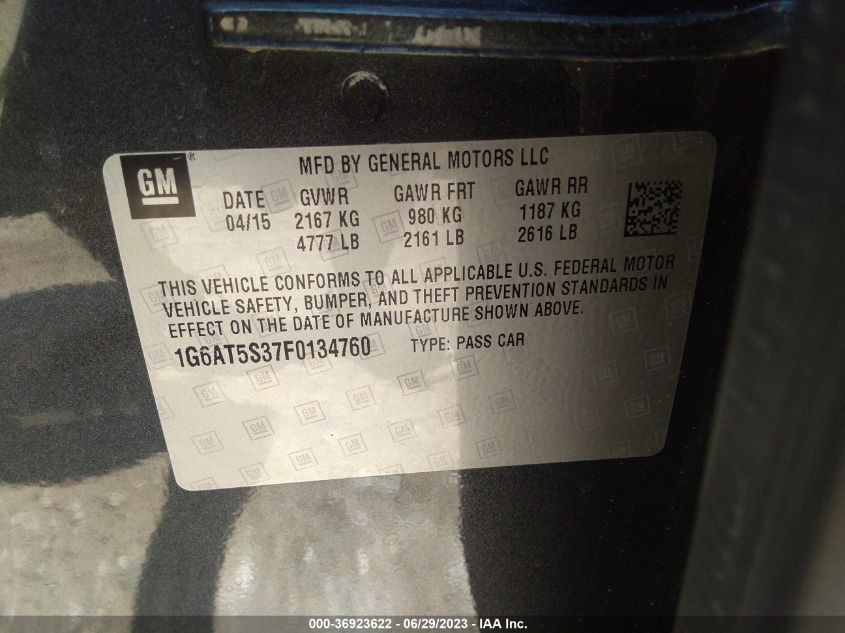 GM ®
MFD BY GENERAL MOTORS LLC
DATE GVWR GAWR FRT GAWR RR
04/15 2167 KG 980 KG 1187 KG
4777 LB 2161 LB 2616 LB
THIS VEHICLE CONFORMS TO ALL APPLICABLE U.S. FEDERAL MOTOR
VEHICLE SAFETY, BUMPER, AND THEFT PREVENTION STANDARDS IN
EFFECT ON THE DATE OF MANUFACTURE SHOWN ABOVE.
1G6AT5S37F0134760 TYPE: PASS CAR
000-36923622 - 06/29/2023 - IAA Inc.